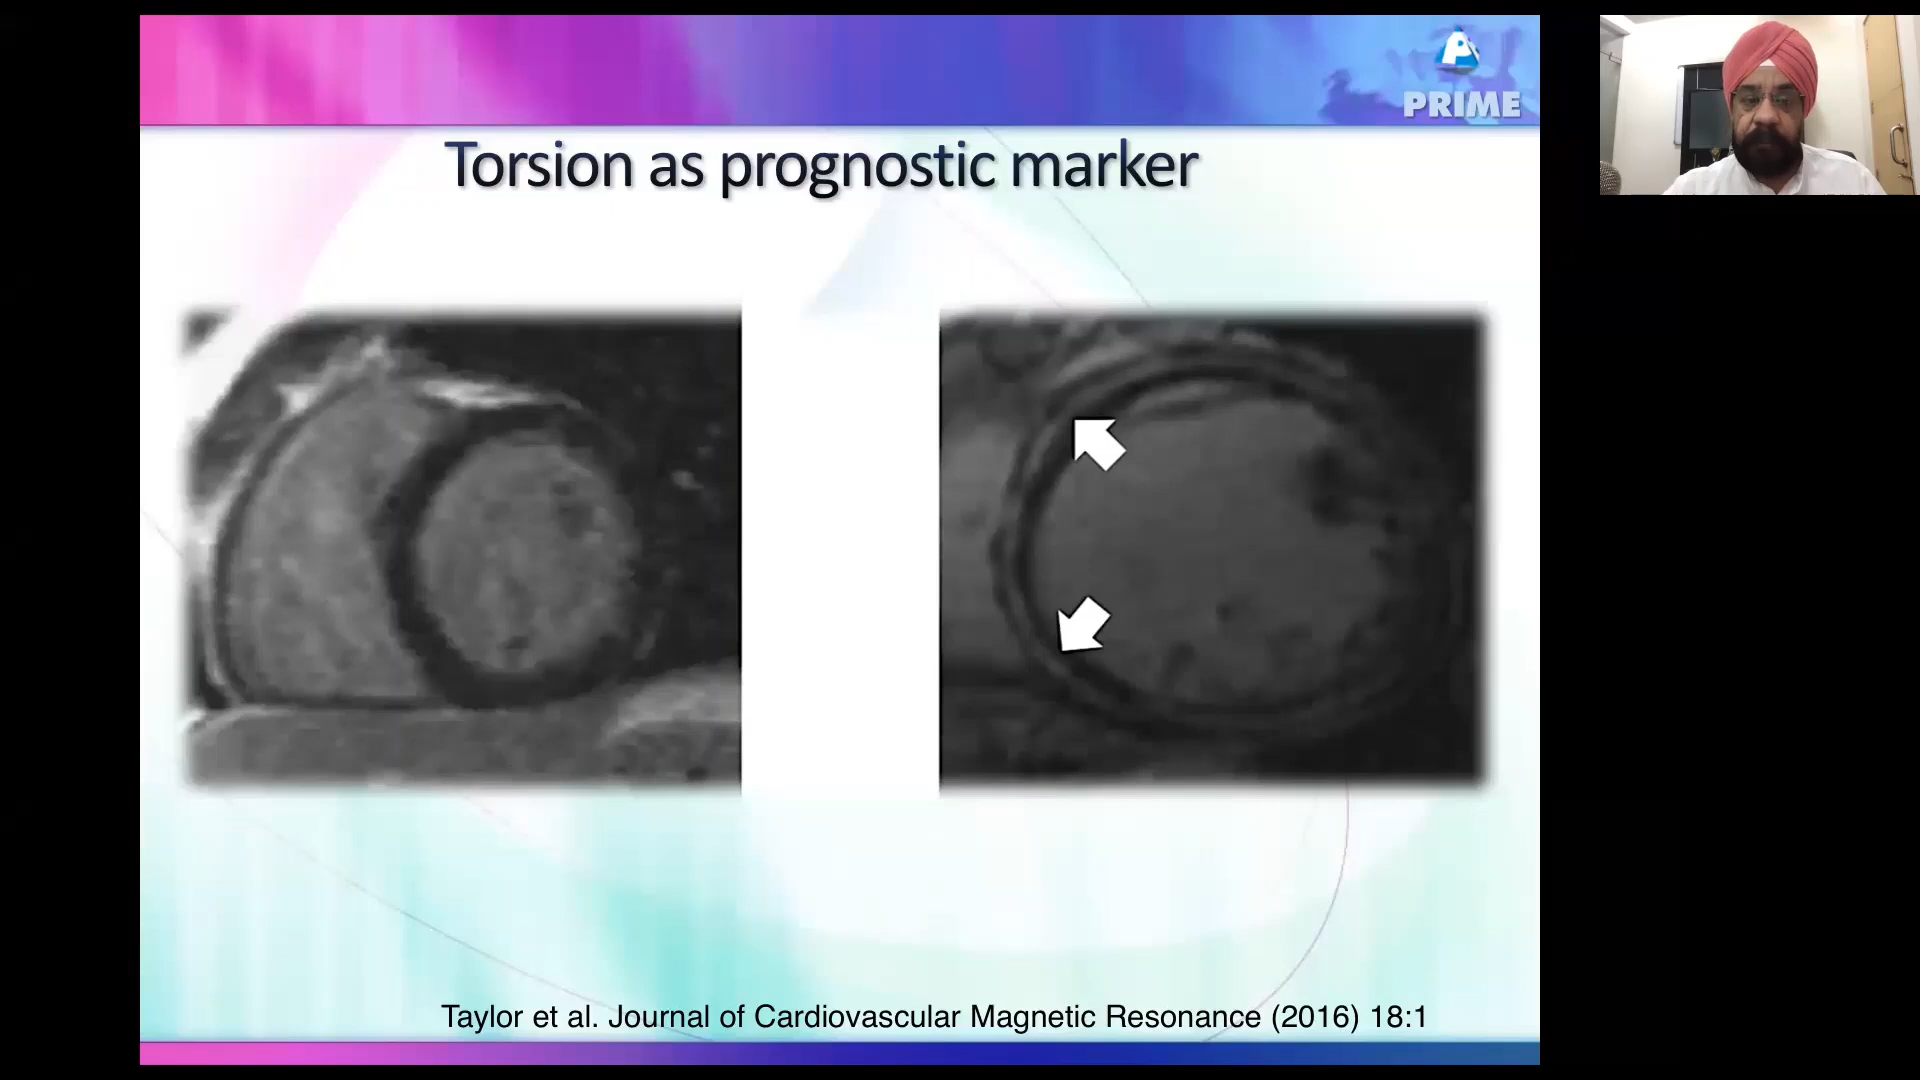 PRIME
Torsion as prognostic marker
Taylor et al. Journal of Cardiovascular Magnetic Resonance (2016) 18:1